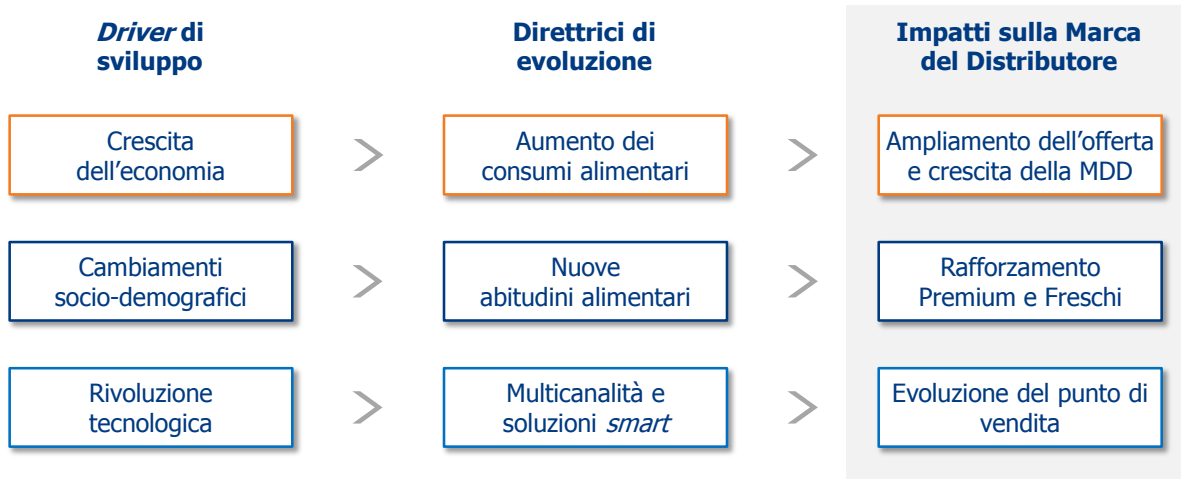 Driver di
sviluppo
Direttrici di
evoluzione
Impatti sulla Marca
del Distributore
Crescita
dell’economia
Aumento dei
consumi alimentari
Ampliamento dell’offerta
e crescita della MDD
Cambiamenti
socio-demografici
Nuove
abitudini alimentari
Rafforzamento
Premium e Freschi
Rivoluzione
tecnologica
Multicanalità e
soluzioni smart
Evoluzione del punto di
vendita